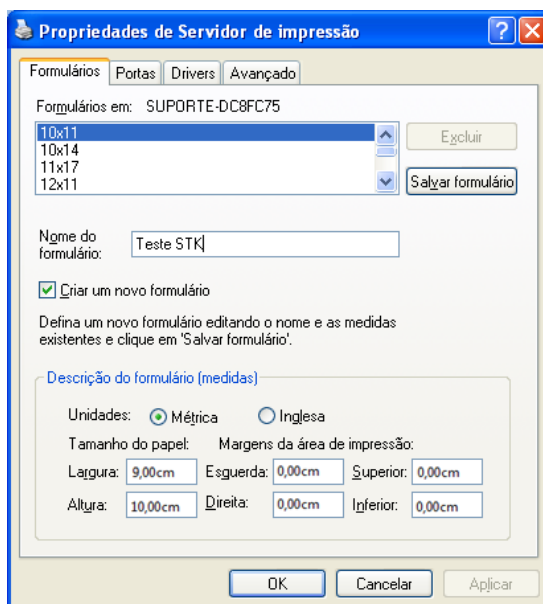 Propriedades de Servidor de impressão
Formulários Portas Drivers Avançado
Formulários em: SUPORTE-DC8FC75
10x11
10x14
11x17
12x11
Excluir
Salvar formulário
Nome do
formulário: Teste STK
Criar um novo formulário
Defina um novo formulário editando o nome e as medidas
existentes e clique em 'Salvar formulário'.
Descrição do formulário (medidas)
Unidades: Métrica Inglesa
Tamanho do papel: Margens da área de impressão:
Largura: 9,00cm Esguerda: 0,00cm Superior: 0,00cm
Altura: 10,00cm Direita: 0,00cm Inferior: 0,00cm
OK Cancelar Aplicar